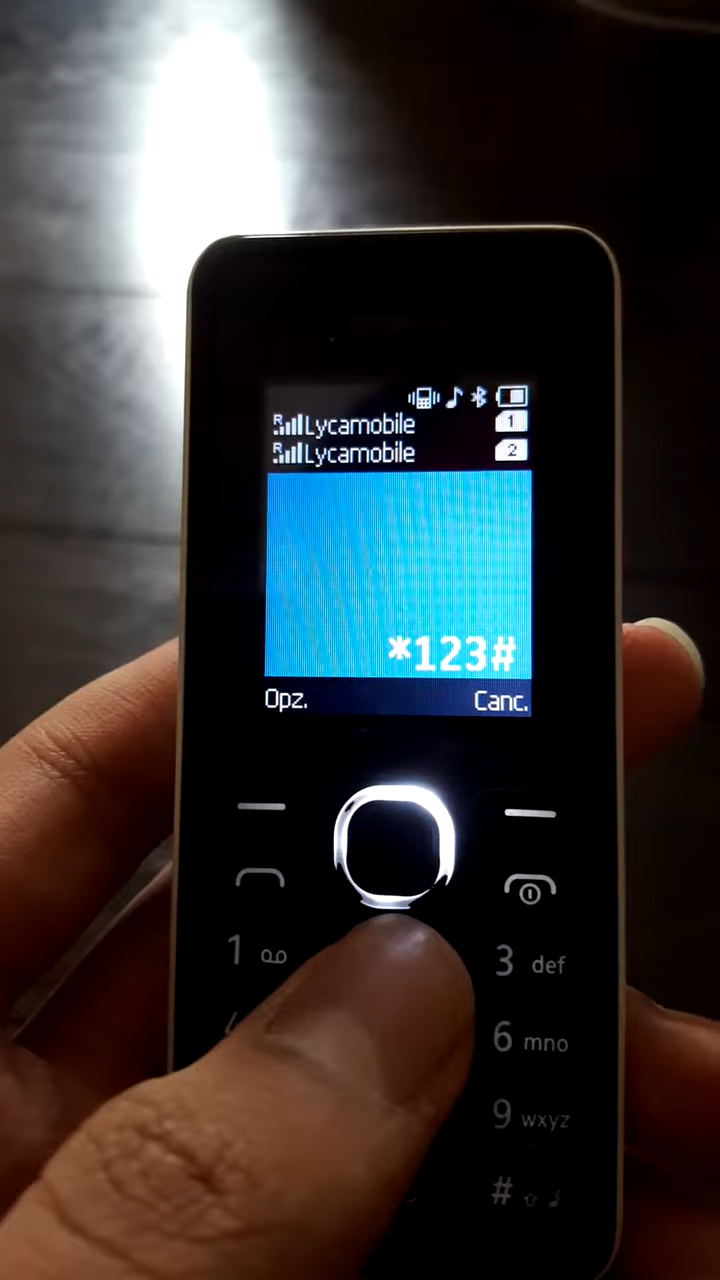 R Lycamobile 1
R Lycamobile 2
*123#
Opz. Canc.
1
3 def
6 mno
9 wxyz
#